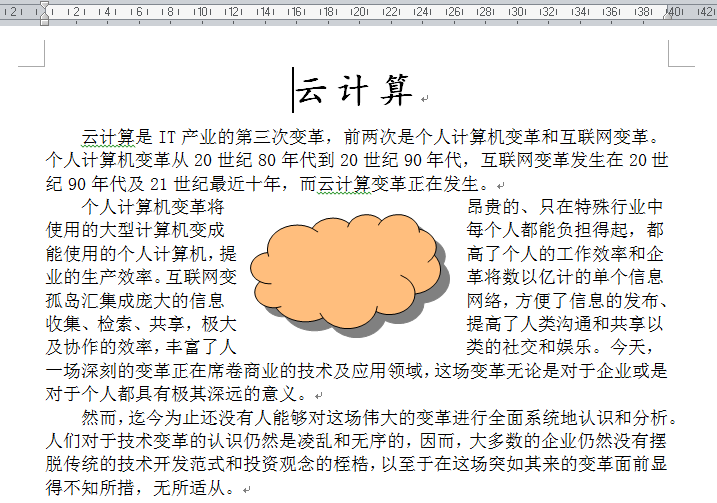 2 2 4 6 8 10 12 14 16 18 20 22 24 26 28 30 32 34 36 38 40 42
云计算
云计算是 IT 产业的第三次变革，前两次是个人计算机变革和互联网变革。
个人计算机变革从 20 世纪 80 年代到 20 世纪 90 年代，互联网变革发生在 20 世
纪 90 年代及 21 世纪最近十年，而云计算变革正在发生。
个人计算机变革将 昂贵的、只在特殊行业中
使用的大型计算机变成 每个人都能负担得起，都
能使用的个人计算机，提 高了个人的工作效率和企
业的生产效率。互联网变 革将数以亿计的单个信息
孤岛汇集成庞大的信息 网络，方便了信息的发布、
收集、检索、共享，极大 提高了人类沟通和共享以
及协作的效率，丰富了人 类的社交和娱乐。今天，
一场深刻的变革正在席卷商业的技术及应用领域，这场变革无论是对于企业或是
对于个人都具有极其深远的意义。
然而，迄今为止还没有人能够对这场伟大的变革进行全面系统地认识和分析。
人们对于技术变革的认识仍然是凌乱和无序的，因而，大多数的企业仍然没有摆
脱传统的技术开发范式和投资观念的桎梏，以至于在这场突如其来的变革面前显
得不知所措，无所适从。